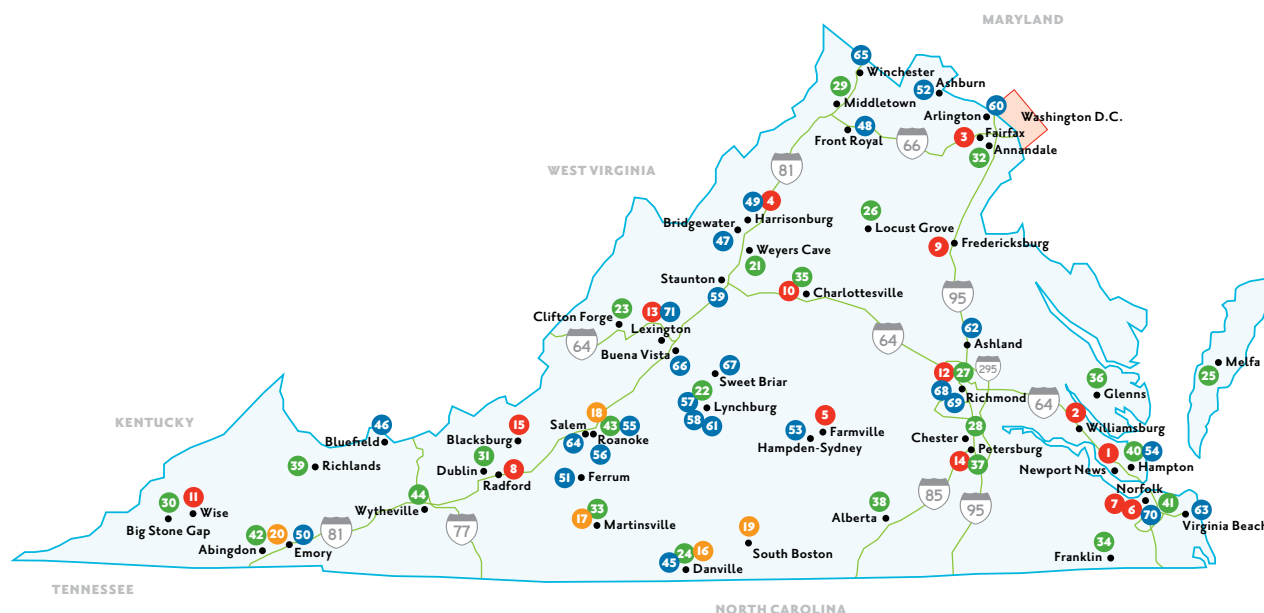 MARYLAND
65
Winchester
52
Ashburn
29
Middletown
60
Arlington
Washington D.C.
48
Front Royal
66
3
Fairfax
32
Annandale
81
WEST VIRGINIA
49
4
Harrisonburg
Bridgewater
47
26
Locust Grove
Weyers Cave
21
9
Fredericksburg
Staunton
59
35
10
Charlottesville
95
23
Clifton Forge
13
71
Lexington
64
Buena Vista
66
64
62
Ashland
295
67
Sweet Briar
12
27
68
69
Richmond
36
Glenns
Melfa
25
22
57
Lynchburg
58
61
64
2
Williamsburg
KENTUCKY
46
Bluefield
15
Blacksburg
18
Salem
43
55
Roanoke
64
56
5
53
Farmville
Hampden-Sydney
28
Chester
Petersburg
14
37
1
Newport News
40
54
Hampton
39
Richlands
31
Dublin
8
Radford
51
Ferrum
30
11
Wise
Big Stone Gap
44
Wytheville
33
17
Martinsville
38
Alberta
85
95
Norfolk
7
6
70
41
63
Virginia Beach
42
20
50
Abingdon
Emory
81
77
19
South Boston
34
Franklin
45
24
16
Danville
TENNESSEE
NORTH CAROLINA